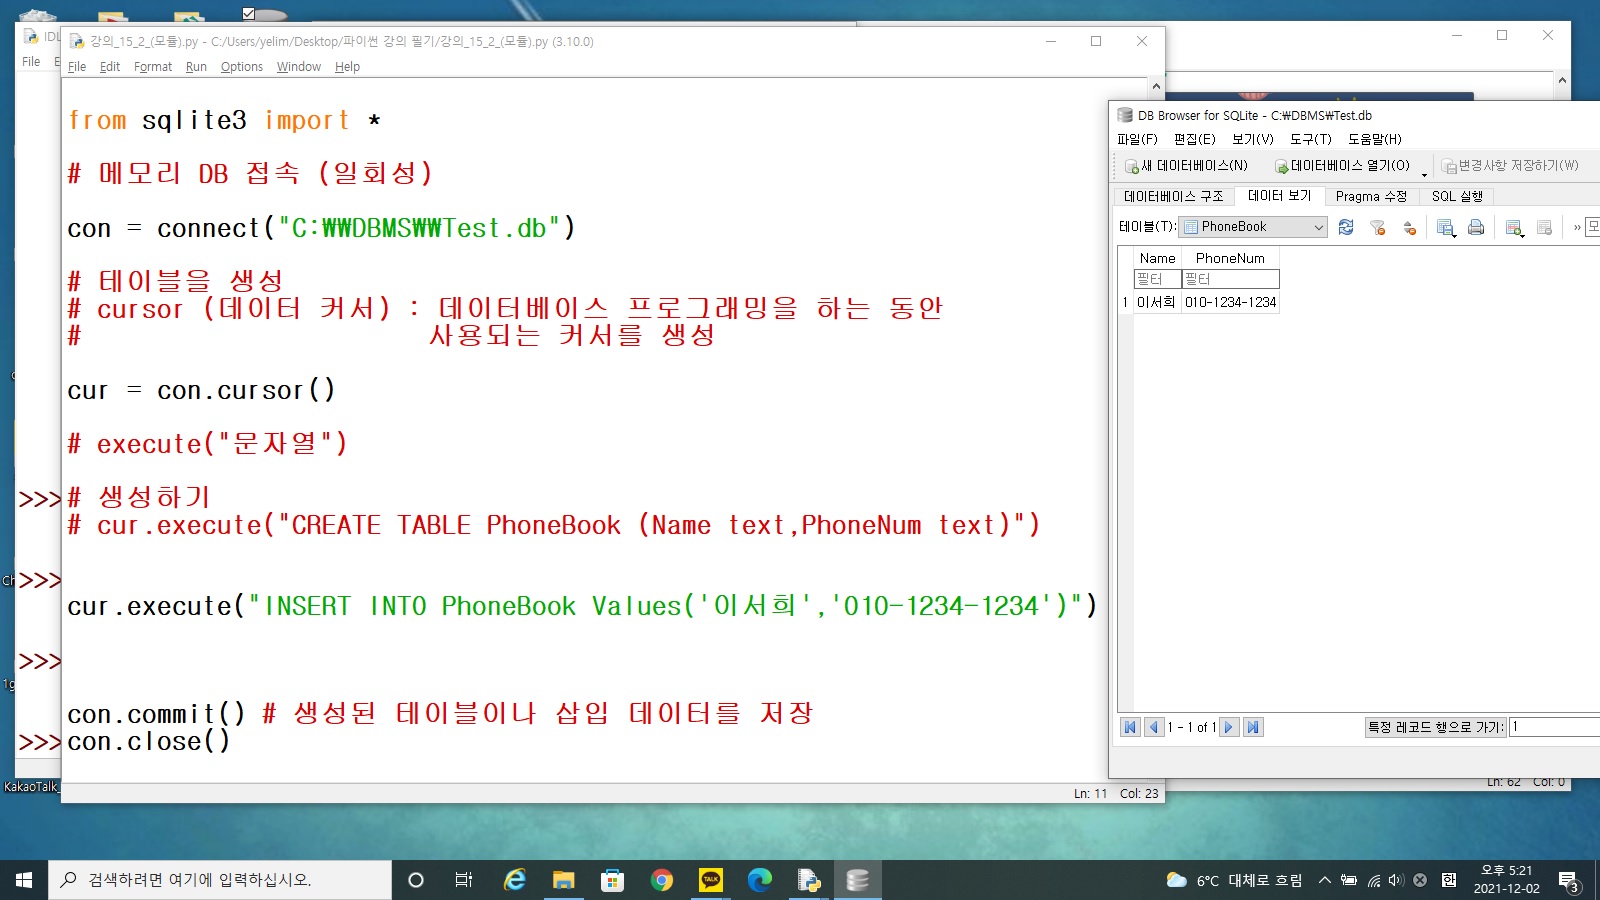 IDL
File
E
강의_15_2_(모듈).py - C:/Users/yelim/Desktop/파이썬 강의 필기/강의_15_2_(모듈).py (3.10.0)
File Edit Format Run Options Window Help
from sqlite3 import *
# 메모리 DB 접속 (일회성)
con = connect("C:₩₩DBMS₩₩Test.db")
# 테이블을 생성
# cursor (데이터 커서) : 데이터베이스 프로그래밍을 하는 동안
# 사용되는 커서를 생성
cur = con.cursor()
# execute("문자열")
# 생성하기
# cur.execute("CREATE TABLE PhoneBook (Name text,PhoneNum text)")
cur.execute("INSERT INTO PhoneBook Values('이서희','010-1234-1234')")
con.commit() # 생성된 테이블이나 삽입 데이터를 저장
con.close()
>>>
>>>
>>>
>>>
Ln: 11 Col: 23
DB Browser for SQLite - C:₩DBMS₩Test.db
파일(F) 편집(E) 보기(V) 도구(T) 도움말(H)
새 데이터베이스(N) 데이터베이스 열기(O) 변경사항 저장하기(W)
데이터베이스 구조 데이터 보기 Pragma 수정 SQL 실행
테이블(T): PhoneBook
Name PhoneNum
필터 필터
1 이서희 010-1234-1234
1 - 1 of 1 특정 레코드 행으로 가기: 1
Ln: 62 Col: 0
Ch
1g
KakaoTalk_
검색하려면 여기에 입력하십시오.
TALK
6°C 대체로 흐림
한
오후 5:21
2021-12-02
3